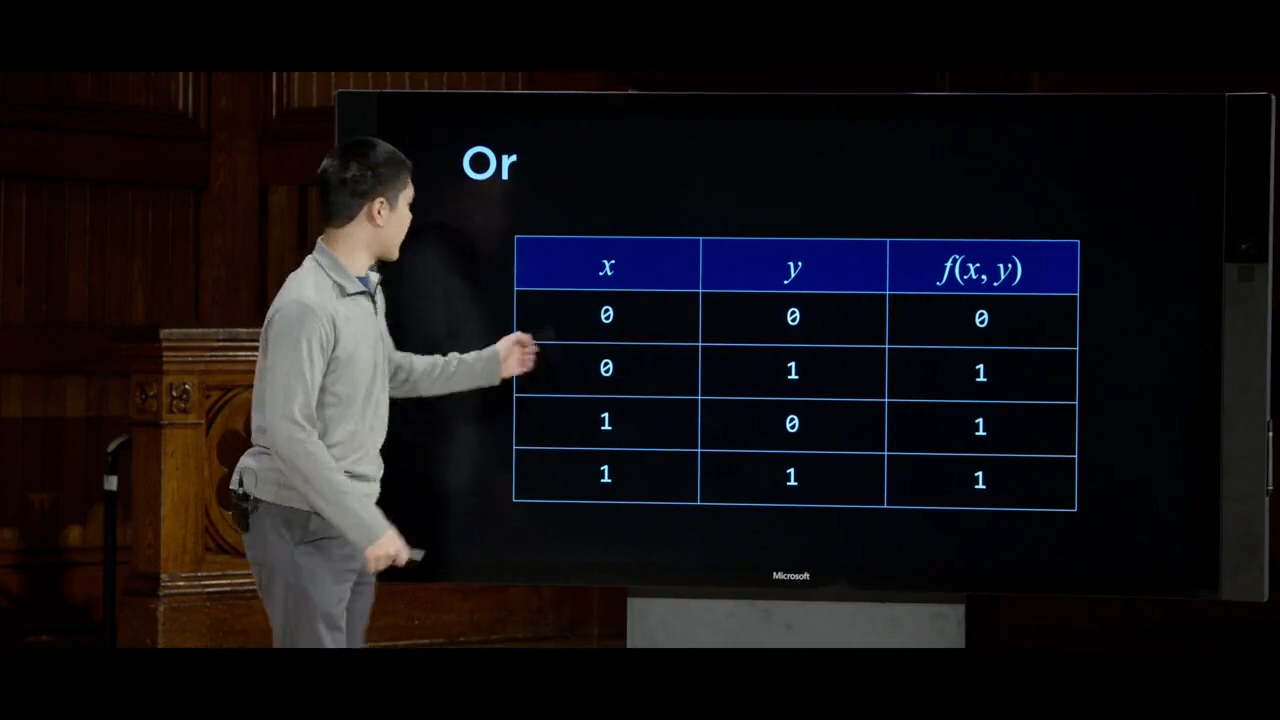 Or
x y f(x, y)
0 0 0
0 1 1
1 0 1
1 1 1
Microsoft